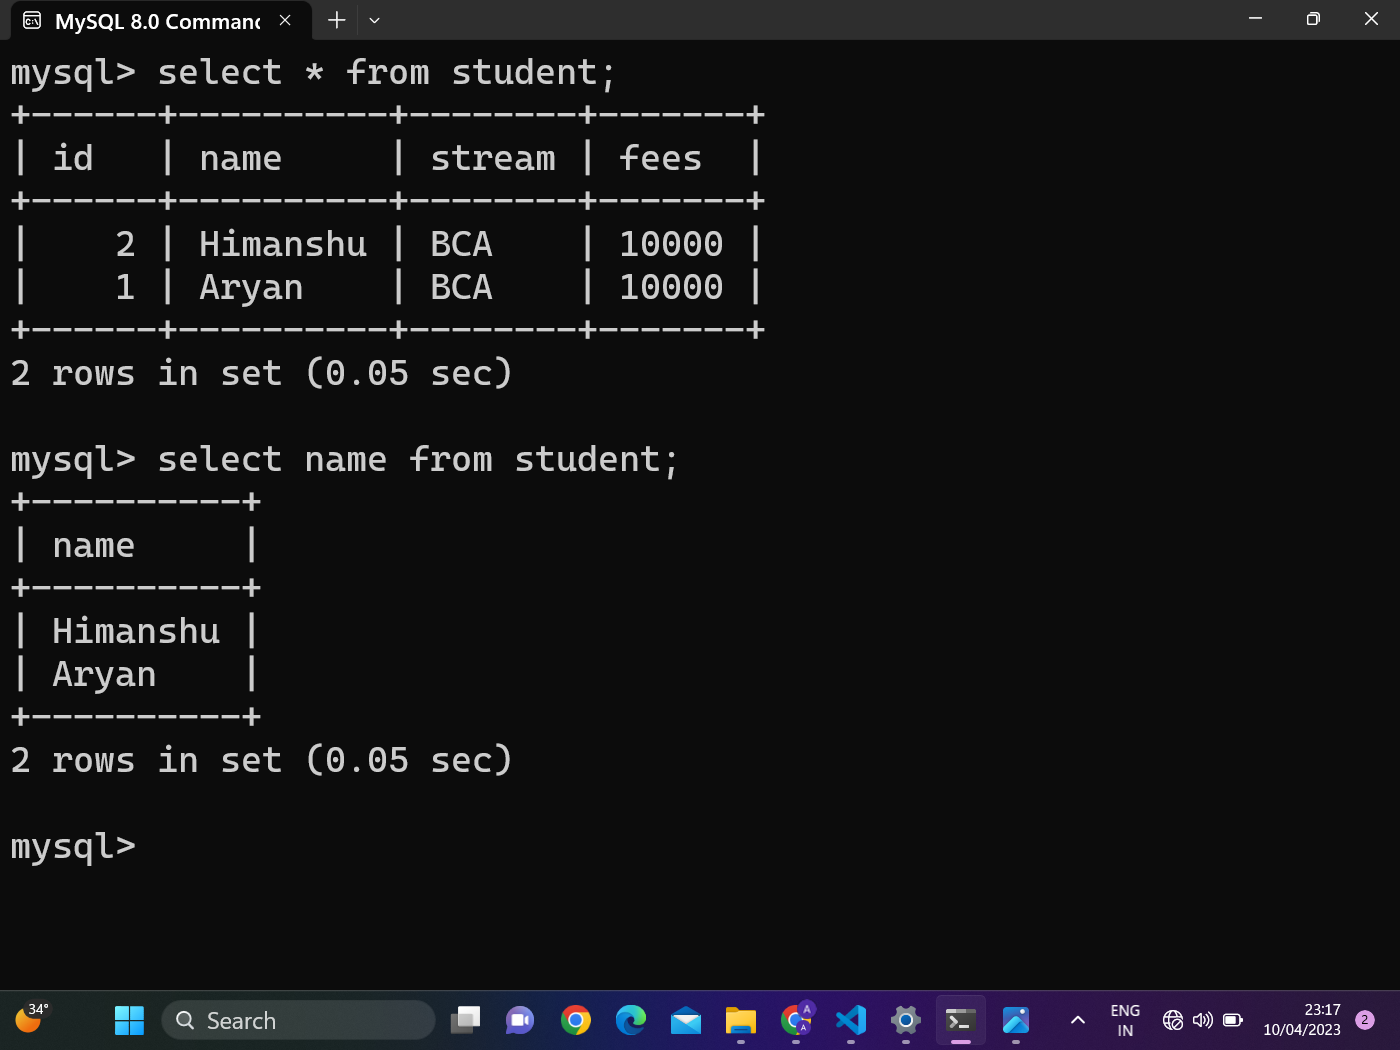 MySQL 8.0 Command
mysql> select * from student;
+------+----------+--------+-------+
| id   | name     | stream | fees  |
+------+----------+--------+-------+
|    2 | Himanshu | BCA    | 10000 |
|    1 | Aryan    | BCA    | 10000 |
+------+----------+--------+-------+
2 rows in set (0.05 sec)
mysql> select name from student;
+----------+
| name     |
+----------+
| Himanshu |
| Aryan    |
+----------+
2 rows in set (0.05 sec)
mysql>
34°
Search
A
A
ENG
IN
23:17
10/04/2023
2